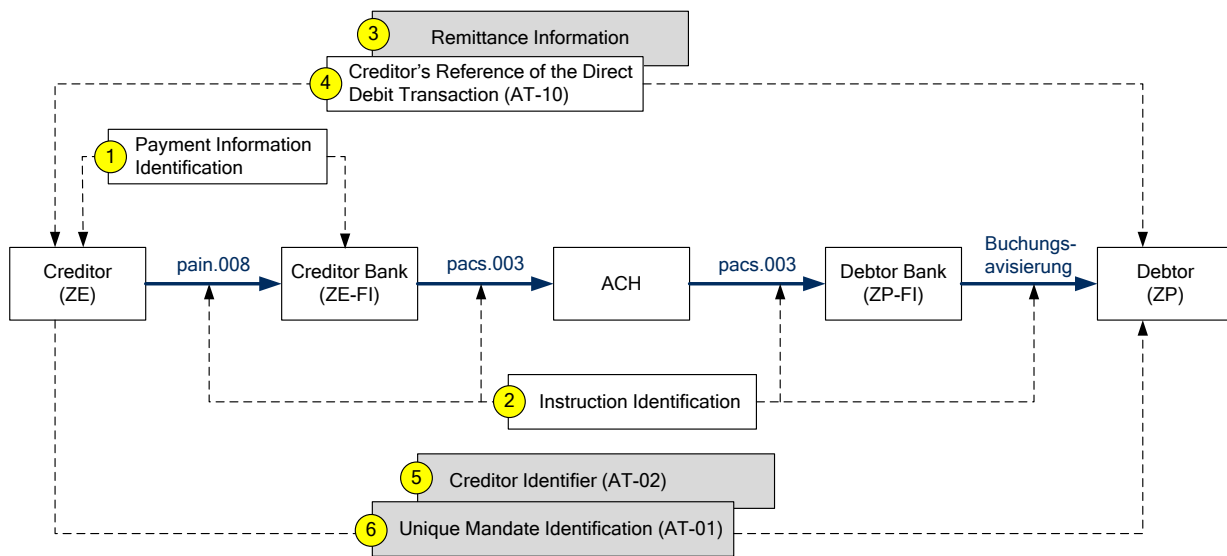 3
Remittance Information
4
Creditor's Reference of the Direct
Debit Transaction (AT-10)
1
Payment Information
Identification
Creditor
(ZE)
pain.008
Creditor Bank
(ZE-FI)
pacs.003
ACH
pacs.003
Debtor Bank
(ZP-FI)
Buchungs-
avisierung
Debtor
(ZP)
2
Instruction Identification
5
Creditor Identifier (AT-02)
6
Unique Mandate Identification (AT-01)